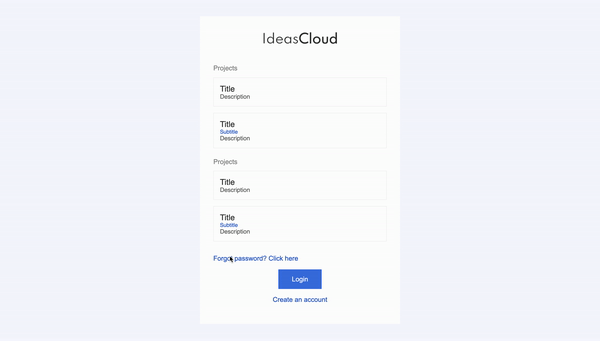 IdeasCloud
Projects
Title
Description
Title
Subtitle
Description
Projects
Title
Description
Title
Subtitle
Description
Forgot password? Click here
Login
Create an account